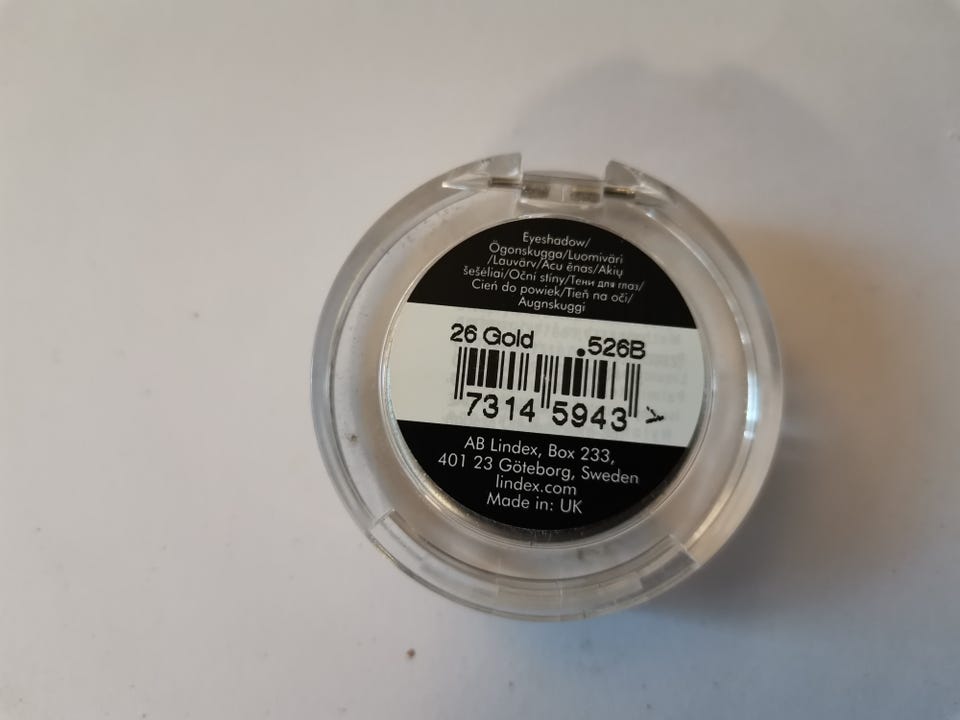 Eyeshadow/
Ögonskugga/Luomiväri
/Lauvärv/Acu ēnas/Akių
šešėliai/Oční stíny/Тени для глаз/
Cień do powiek/Tieň na oči/
Augnskuggi
26 Gold .526B
7314 5943 >
AB Lindex, Box 233,
401 23 Göteborg, Sweden
lindex.com
Made in: UK